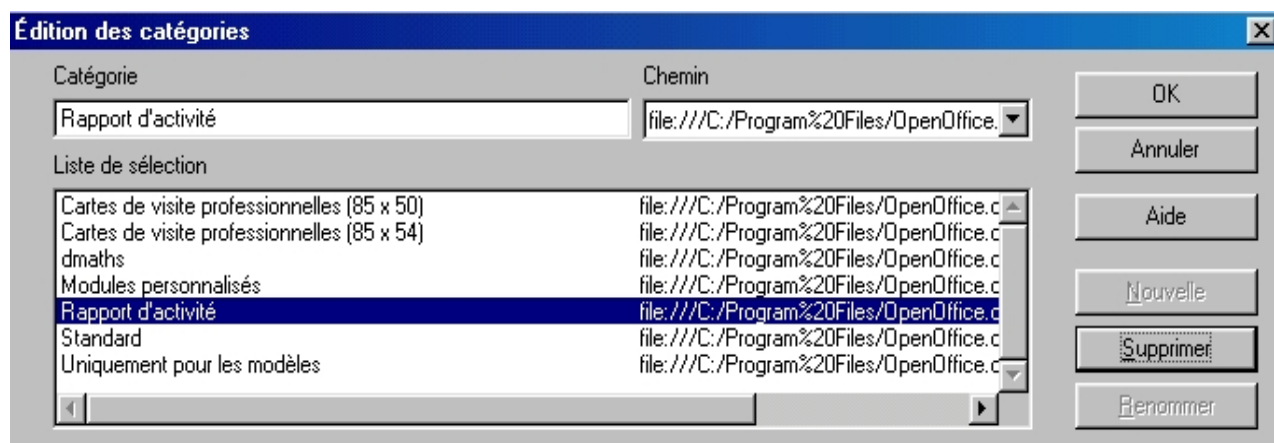 Édition des catégories
Catégorie
Chemin
Rapport d'activité
file:///C:/Program%20Files/OpenOffice.
OK
Annuler
Liste de sélection
Cartes de visite professionnelles (85 x 50) file:///C:/Program%20Files/OpenOffice.c
Cartes de visite professionnelles (85 x 54) file:///C:/Program%20Files/OpenOffice.c
dmaths file:///C:/Program%20Files/OpenOffice.c
Modules personnalisés file:///C:/Program%20Files/OpenOffice.c
Rapport d'activité file:///C:/Program%20Files/OpenOffice.c
Standard file:///C:/Program%20Files/OpenOffice.c
Uniquement pour les modèles file:///C:/Program%20Files/OpenOffice.c
Aide
Nouvelle
Supprimer
Renommer